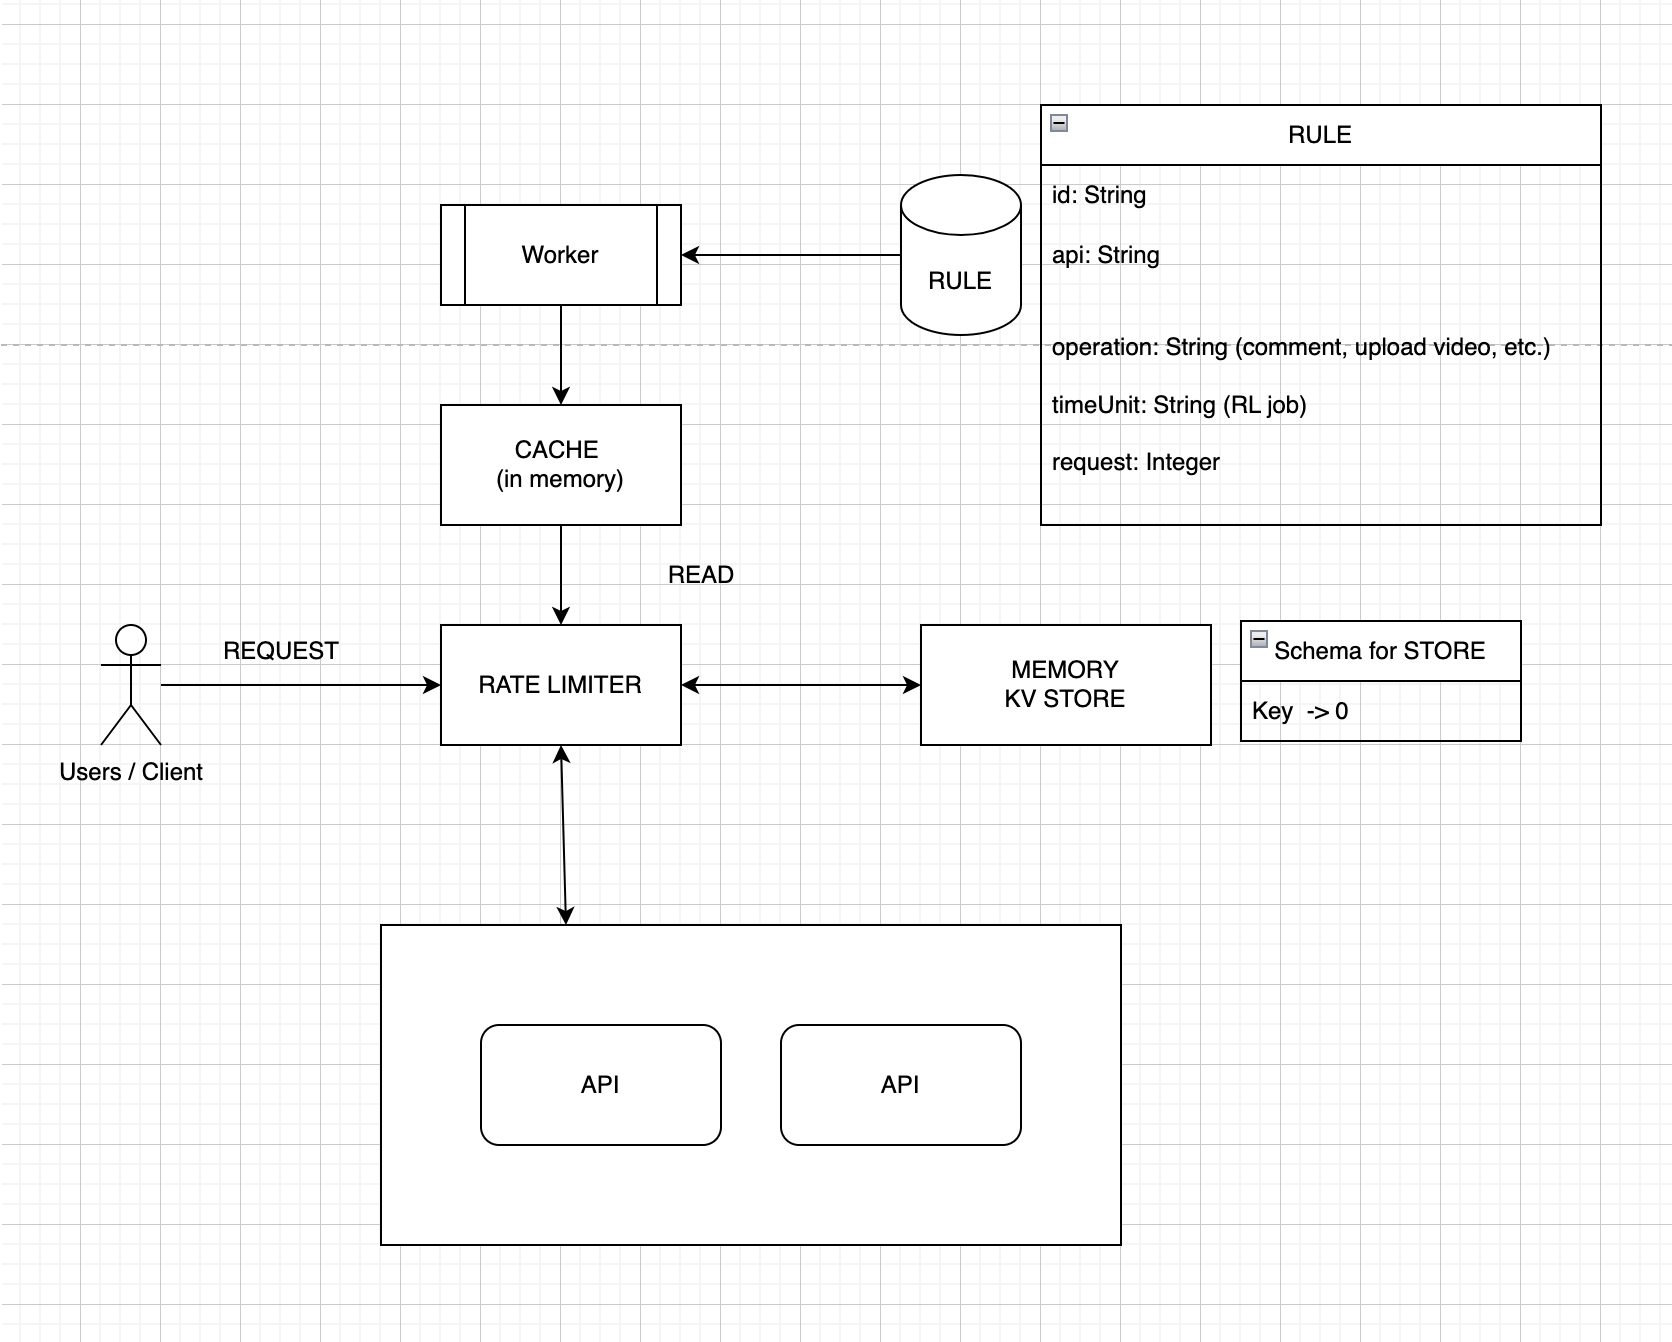 RULE
id: String
api: String
operation: String (comment, upload video, etc.)
timeUnit: String (RL job)
request: Integer
Worker
RULE
CACHE
(in memory)
READ
REQUEST
Users / Client
RATE LIMITER
MEMORY
KV STORE
Schema for STORE
Key -> 0
API
API